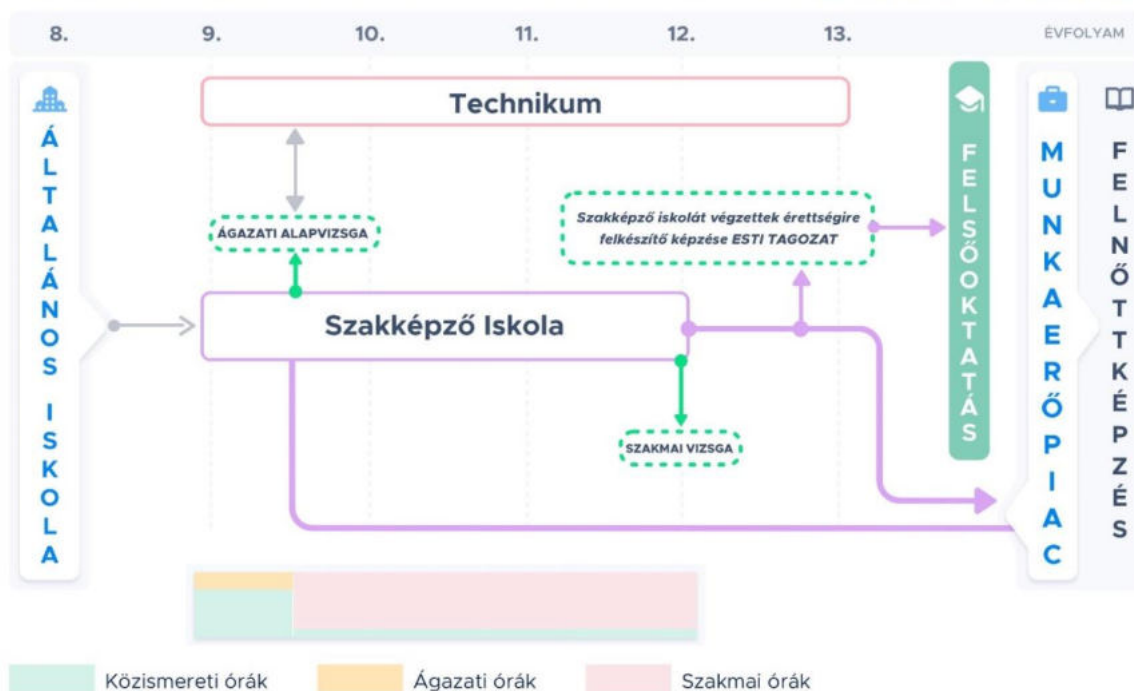 8. 9. 10. 11. 12. 13. ÉVFOLYAM
ÁLTALÁNOS ISKOLA
Technikum
ÁGAZATI ALAPVIZSGA
Szakképző iskolát végzettek érettségire
felkészítő képzése ESTI TAGOZAT
Szakképző Iskola
SZAKMAI VIZSGA
FELSŐOKTATÁS
MUNKAERŐPIAC
FELNŐTTKÉPZÉS
Közismereti órák
Ágazati órák
Szakmai órák